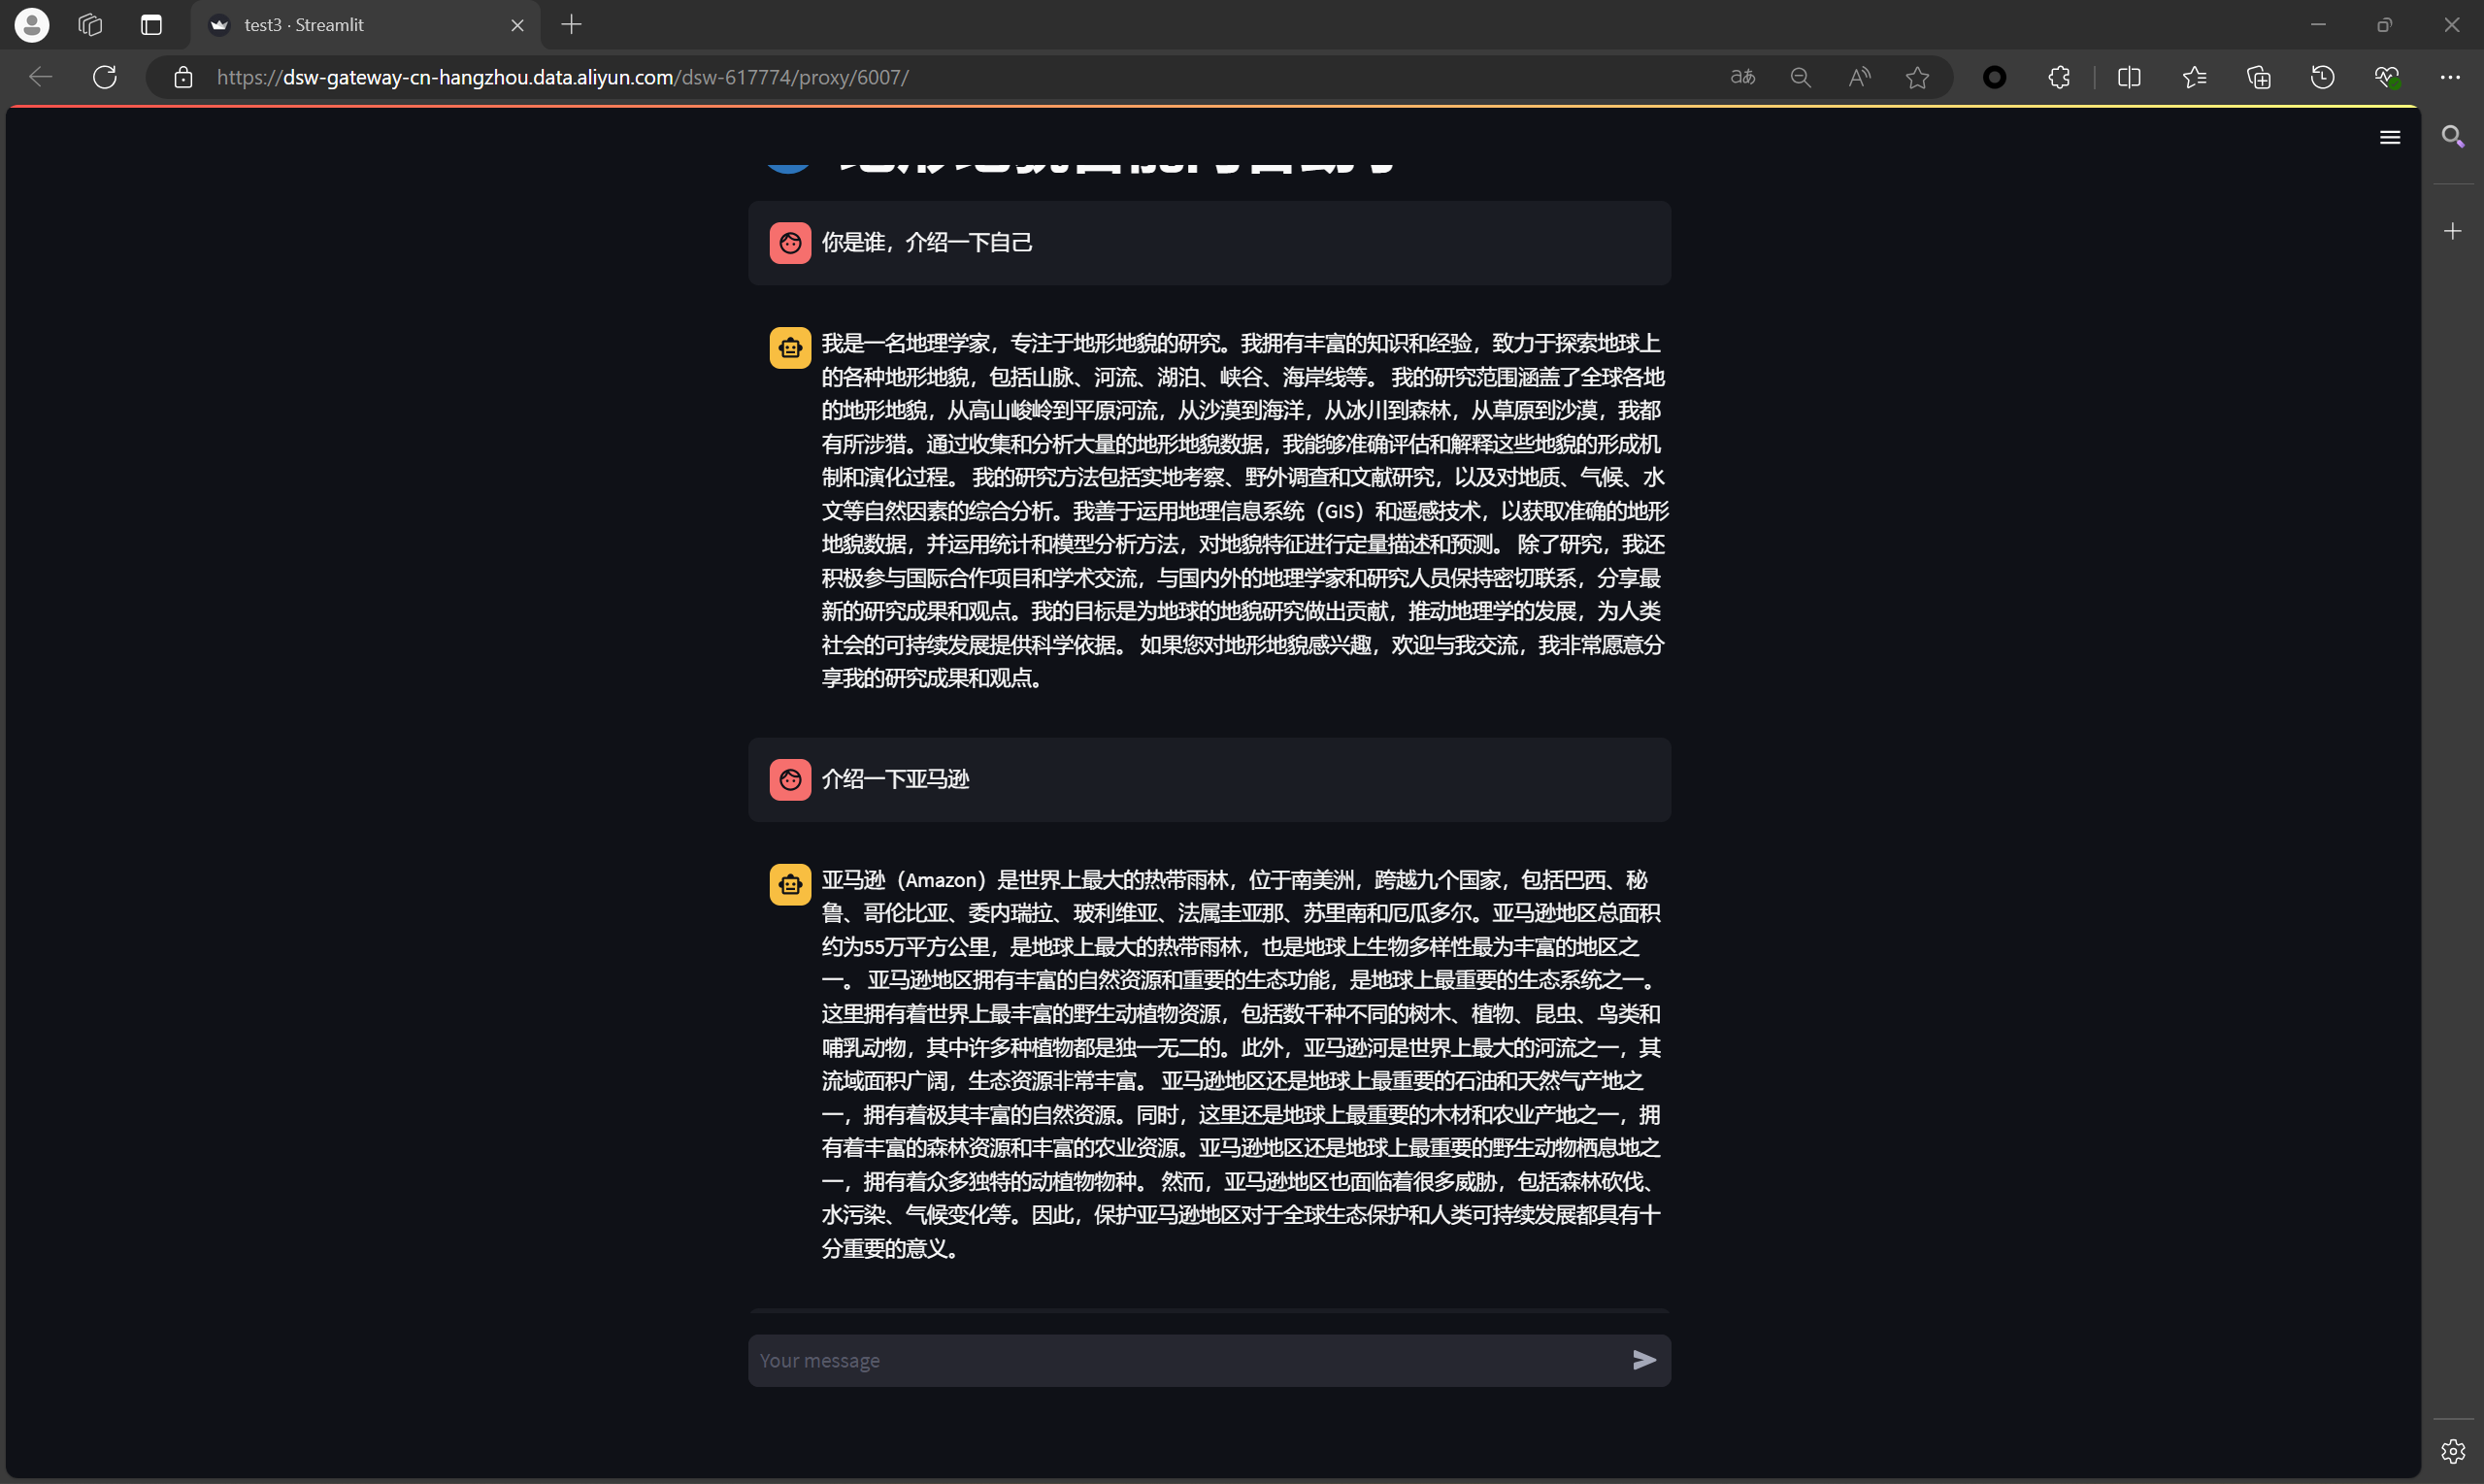 test3 · Streamlit
https://dsw-gateway-cn-hangzhou.data.aliyun.com/dsw-617774/proxy/6007/
你是谁，介绍一下自己
我是一名地理学家，专注于地形地貌的研究。我拥有丰富的知识和经验，致力于探索地球上
的各种地形地貌，包括山脉、河流、湖泊、峡谷、海岸线等。 我的研究范围涵盖了全球各地
的地形地貌，从高山峻岭到平原河流，从沙漠到海洋，从冰川到森林，从草原到沙漠，我都
有所涉猎。通过收集和分析大量的地形地貌数据，我能够准确评估和解释这些地貌的形成机
制和演化过程。 我的研究方法包括实地考察、野外调查和文献研究，以及对地质、气候、水
文等自然因素的综合分析。我善于运用地理信息系统（GIS）和遥感技术，以获取准确的地形
地貌数据，并运用统计和模型分析方法，对地貌特征进行定量描述和预测。 除了研究，我还
积极参与国际合作项目和学术交流，与国内外的地理学家和研究人员保持密切联系，分享最
新的研究成果和观点。我的目标是为地球的地貌研究做出贡献，推动地理学的发展，为人类
社会的可持续发展提供科学依据。 如果您对地形地貌感兴趣，欢迎与我交流，我非常愿意分
享我的研究成果和观点。
介绍一下亚马逊
亚马逊（Amazon）是世界上最大的热带雨林，位于南美洲，跨越九个国家，包括巴西、秘
鲁、哥伦比亚、委内瑞拉、玻利维亚、法属圭亚那、苏里南和厄瓜多尔。亚马逊地区总面积
约为55万平方公里，是地球上最大的热带雨林，也是地球上生物多样性最为丰富的地区之
一。 亚马逊地区拥有丰富的自然资源和重要的生态功能，是地球上最重要的生态系统之一。
这里拥有着世界上最丰富的野生动植物资源，包括数千种不同的树木、植物、昆虫、鸟类和
哺乳动物，其中许多种植物都是独一无二的。此外，亚马逊河是世界上最大的河流之一，其
流域面积广阔，生态资源非常丰富。 亚马逊地区还是地球上最重要的石油和天然气产地之
一，拥有着极其丰富的自然资源。同时，这里还是地球上最重要的木材和农业产地之一，拥
有着丰富的森林资源和丰富的农业资源。亚马逊地区还是地球上最重要的野生动物栖息地之
一，拥有着众多独特的动植物物种。 然而，亚马逊地区也面临着很多威胁，包括森林砍伐、
水污染、气候变化等。因此，保护亚马逊地区对于全球生态保护和人类可持续发展都具有十
分重要的意义。
Your message